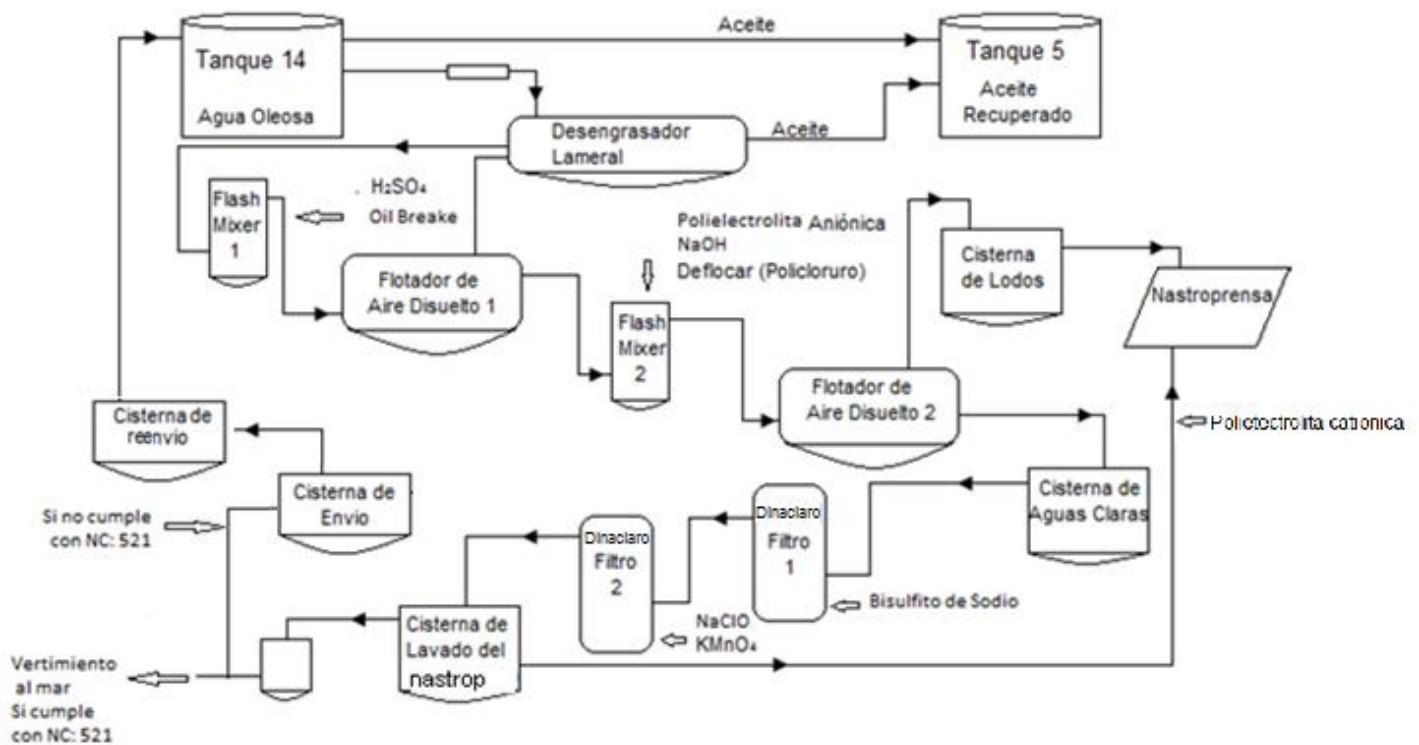 Aceite
Tanque 14
Agua Oleosa
Tanque 5
Aceite
Recuperado
Desengrasador
Lameral
Aceite
Flash
Mixer
1
. H₂SO₄
Oil Breake
Flotador de
Aire Disuelto 1
Polielectrolita Aniónica
NaOH
Deflocar (Policloruro)
Flash
Mixer
2
Cisterna
de Lodos
Nastroprensa
Flotador de
Aire Disuelto 2
Polietectrolita cationica
Cisterna de
reenvio
Cisterna de
Envio
Si no cumple
con NC: 521
Dinaclaro
Filtro
2
Dinaclaro
Filtro
1
Cisterna de
Aguas Claras
Bisulfito de Sodio
NaClO
KMnO₄
Cisterna de
Lavado del
nastrop
Vertimiento
al mar
Si cumple
con NC: 521